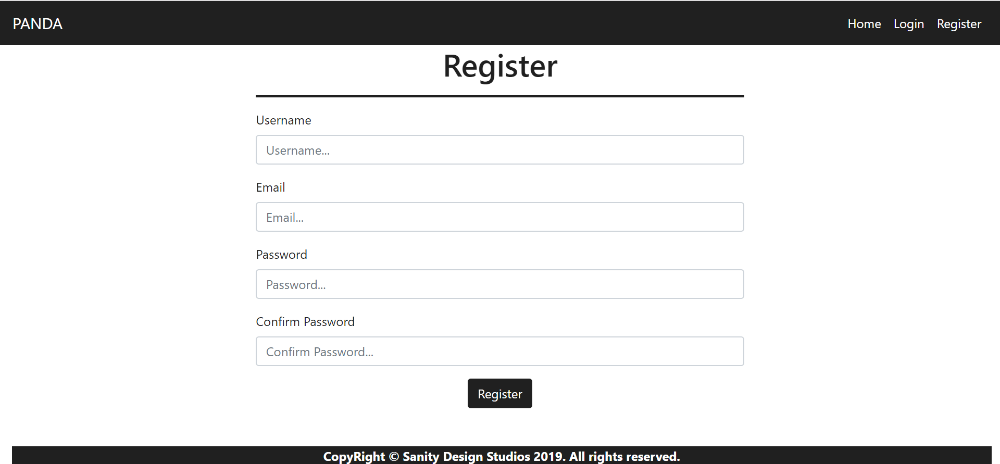 PANDA Home Login Register
Register
Username
Username...
Email
Email...
Password
Password...
Confirm Password
Confirm Password...
Register
CopyRight © Sanity Design Studios 2019. All rights reserved.